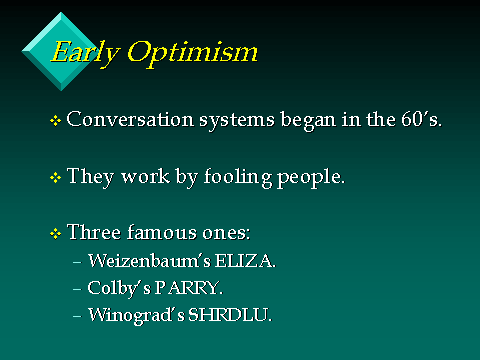 Early Optimism
Conversation systems began in the 60's.
They work by fooling people.
Three famous ones:
– Weizenbaum's ELIZA.
– Colby's PARRY.
– Winograd's SHRDLU.